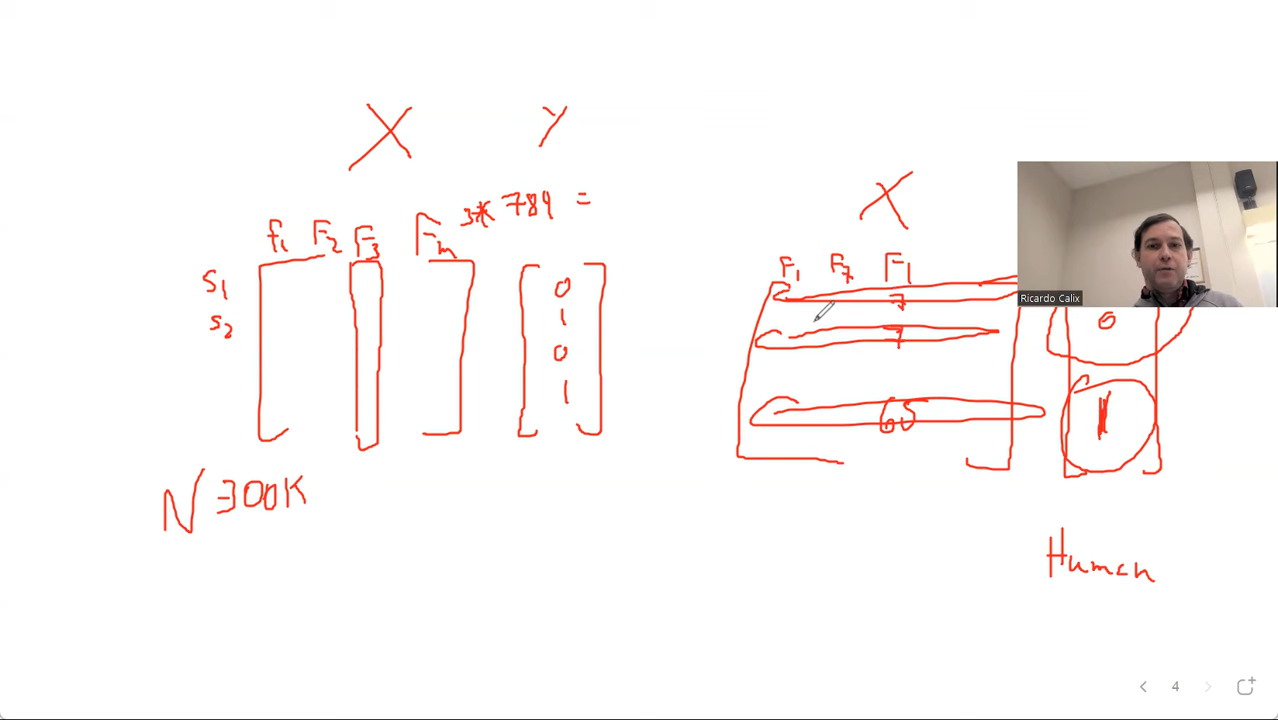 X Y
3*k 784 =
f1 F2 F3 Fm
S1
S2
0
1
0
1
N 300K
X
F1 F7 F1
7
7
65
0
1
Human
Ricardo Calix
4